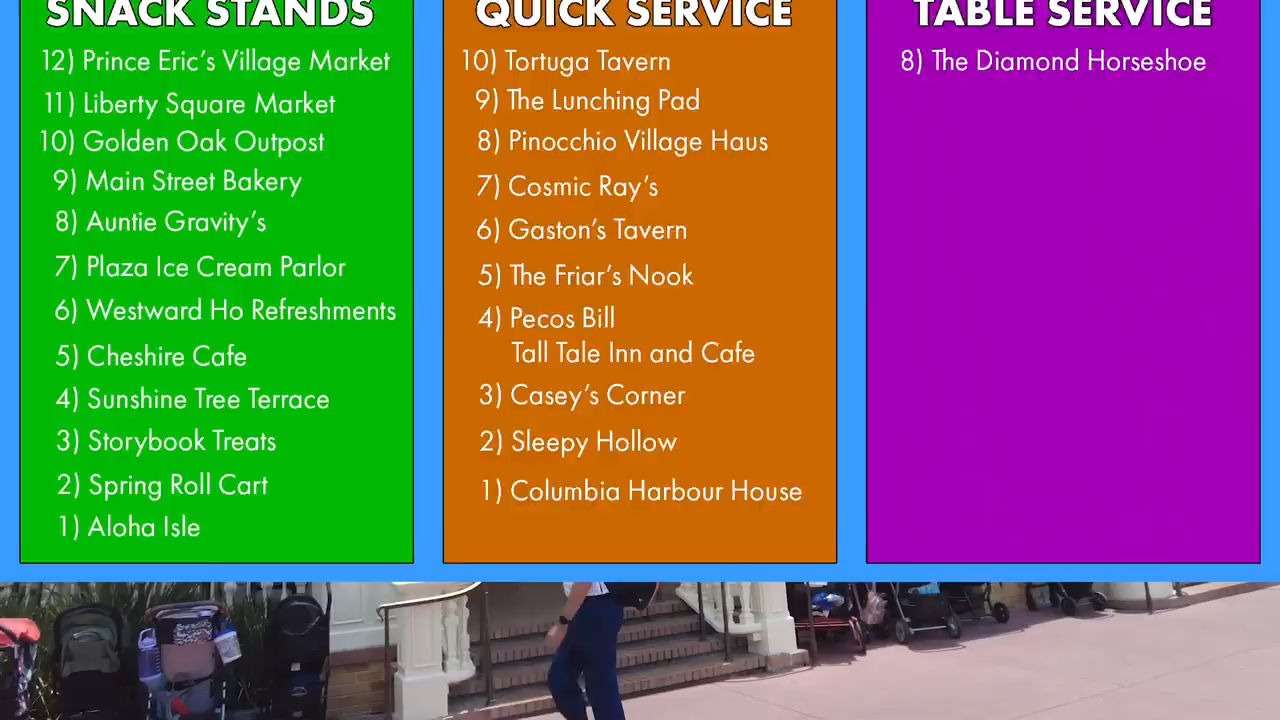 SNACK STANDS
12) Prince Eric's Village Market
11) Liberty Square Market
10) Golden Oak Outpost
9) Main Street Bakery
8) Auntie Gravity's
7) Plaza Ice Cream Parlor
6) Westward Ho Refreshments
5) Cheshire Cafe
4) Sunshine Tree Terrace
3) Storybook Treats
2) Spring Roll Cart
1) Aloha Isle
QUICK SERVICE
10) Tortuga Tavern
9) The Lunching Pad
8) Pinocchio Village Haus
7) Cosmic Ray's
6) Gaston's Tavern
5) The Friar's Nook
4) Pecos Bill
Tall Tale Inn and Cafe
3) Casey's Corner
2) Sleepy Hollow
1) Columbia Harbour House
TABLE SERVICE
8) The Diamond Horseshoe